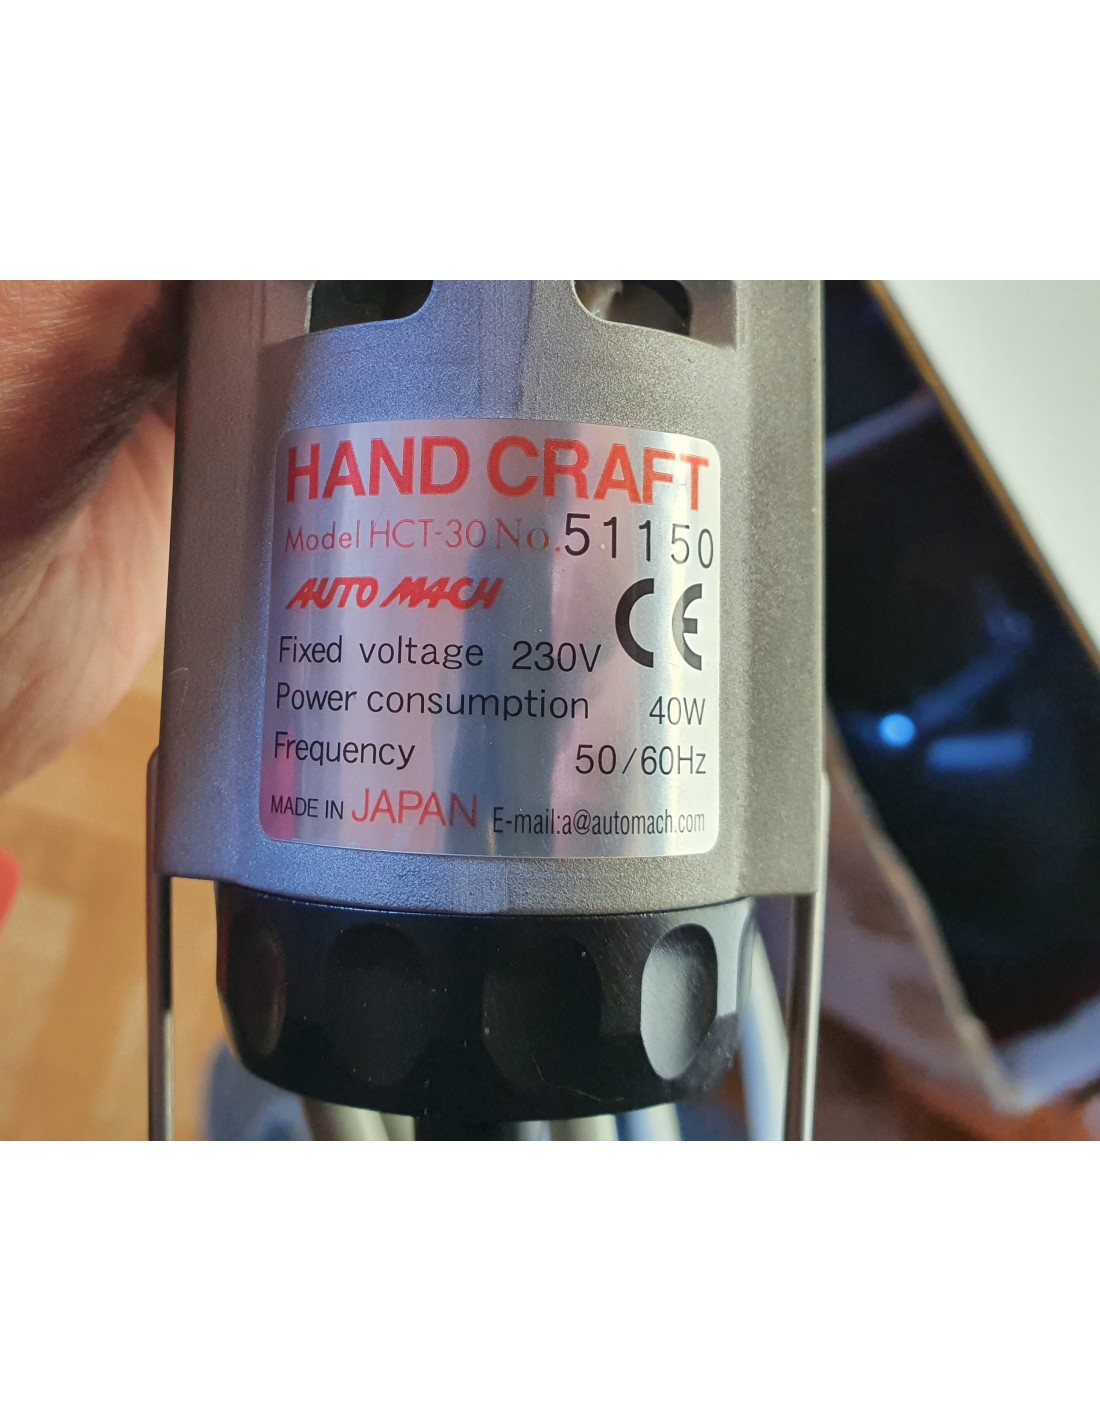 HAND CRAFT
Model HCT-30 No. 51150
AUTO MACH
CE
Fixed voltage 230V
Power consumption 40W
Frequency 50/60Hz
MADE IN JAPAN E-mail:a@automach.com